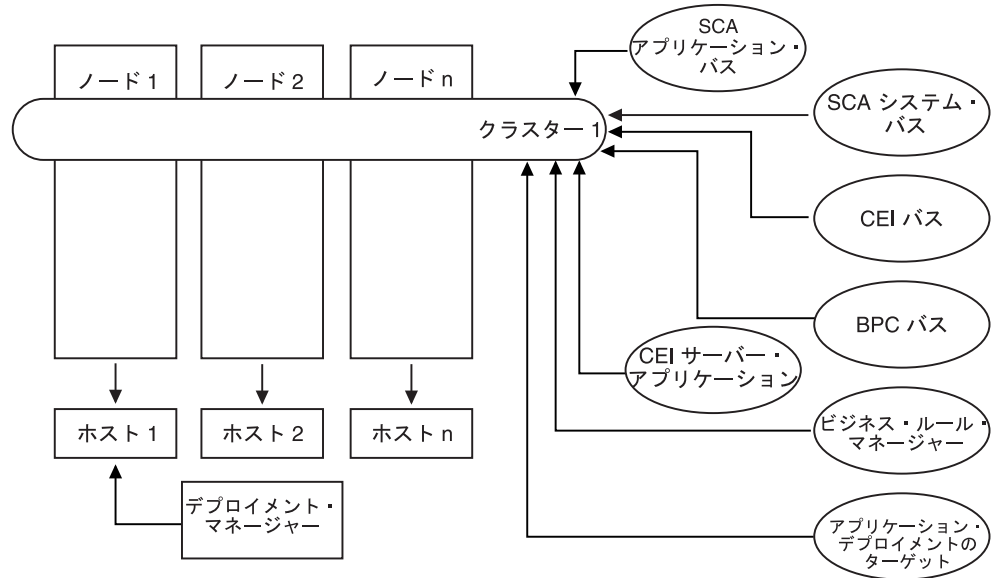 ノード 1
ノード 2
ノード n
クラスター 1
SCA
アプリケーション・
バス
SCA システム・
バス
CEI バス
BPC バス
CEI サーバー・
アプリケーション
ビジネス・ルール・
マネージャー
アプリケーション・
デプロイメントの
ターゲット
ホスト 1
ホスト 2
ホスト n
デプロイメント・
マネージャー